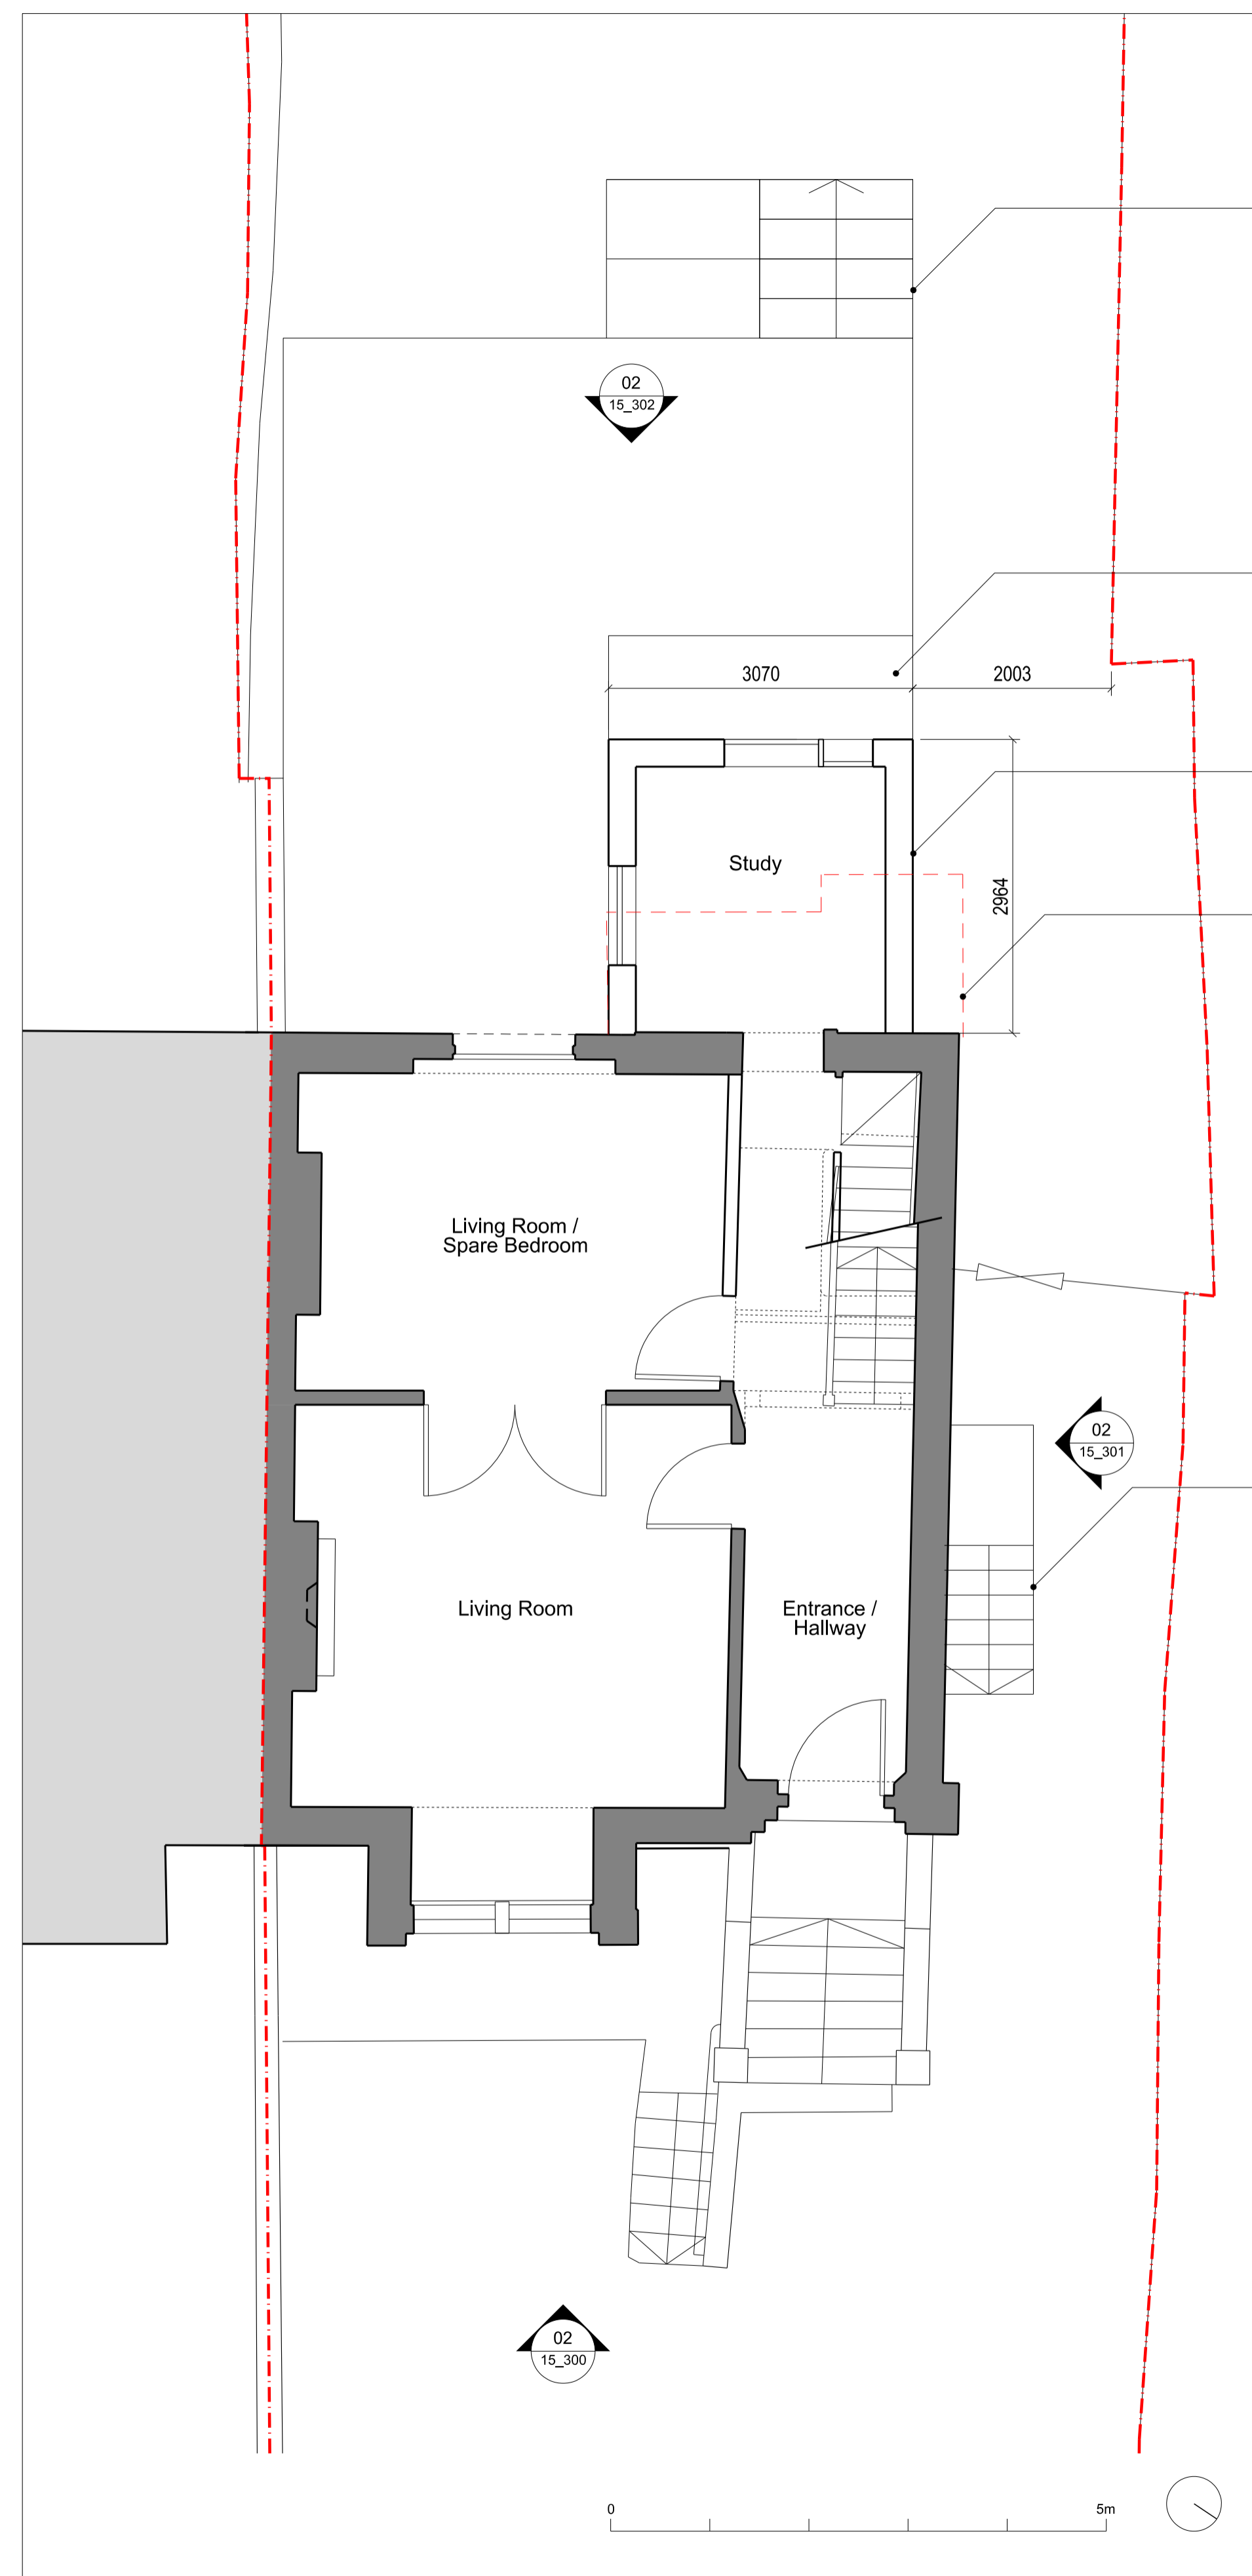 02
15_302
3070
2003
Study
2964
Living Room /
Spare Bedroom
02
15_301
Living Room
Entrance /
Hallway
02
15_300
0
5m